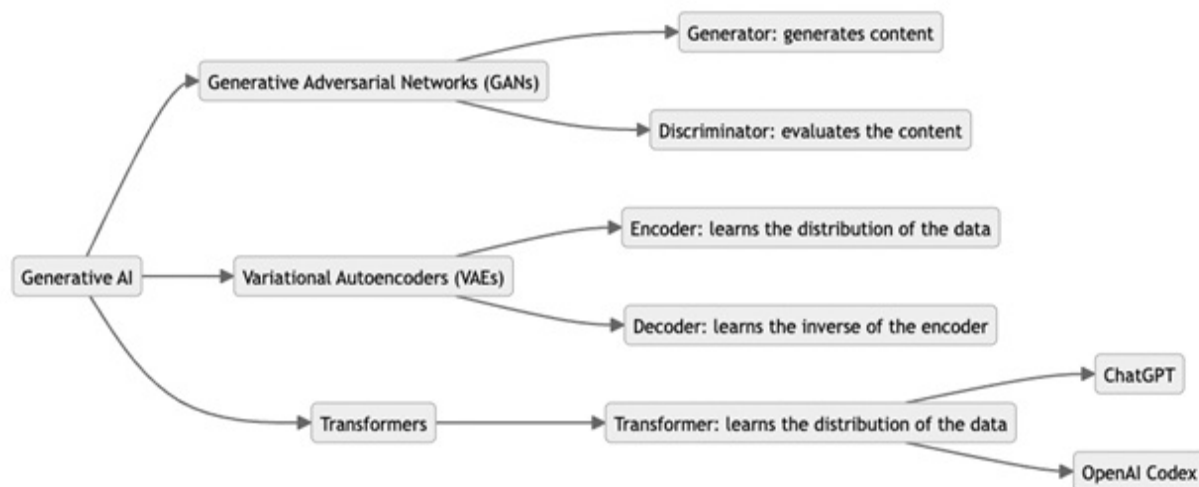 Generator: generates content
Generative Adversarial Networks (GANs)
Discriminator: evaluates the content
Encoder: learns the distribution of the data
Generative AI
Variational Autoencoders (VAEs)
Decoder: learns the inverse of the encoder
ChatGPT
Transformers
Transformer: learns the distribution of the data
OpenAI Codex